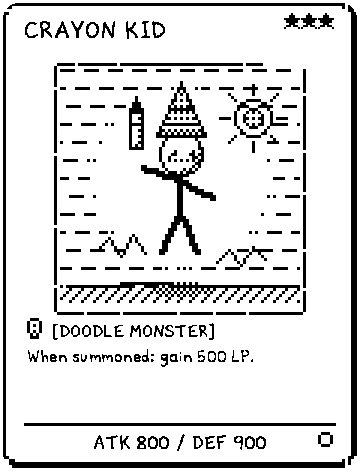 CRAYON KID
[DOODLE MONSTER]
When summoned: gain 500 LP.
ATK 800 / DEF 900